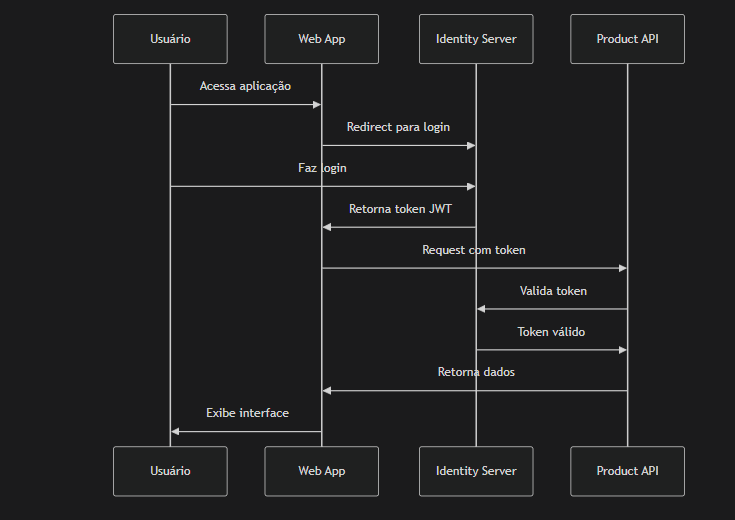 Usuário
Web App
Identity Server
Product API
Acessa aplicação
Redirect para login
Faz login
Retorna token JWT
Request com token
Valida token
Token válido
Retorna dados
Exibe interface
Usuário
Web App
Identity Server
Product API